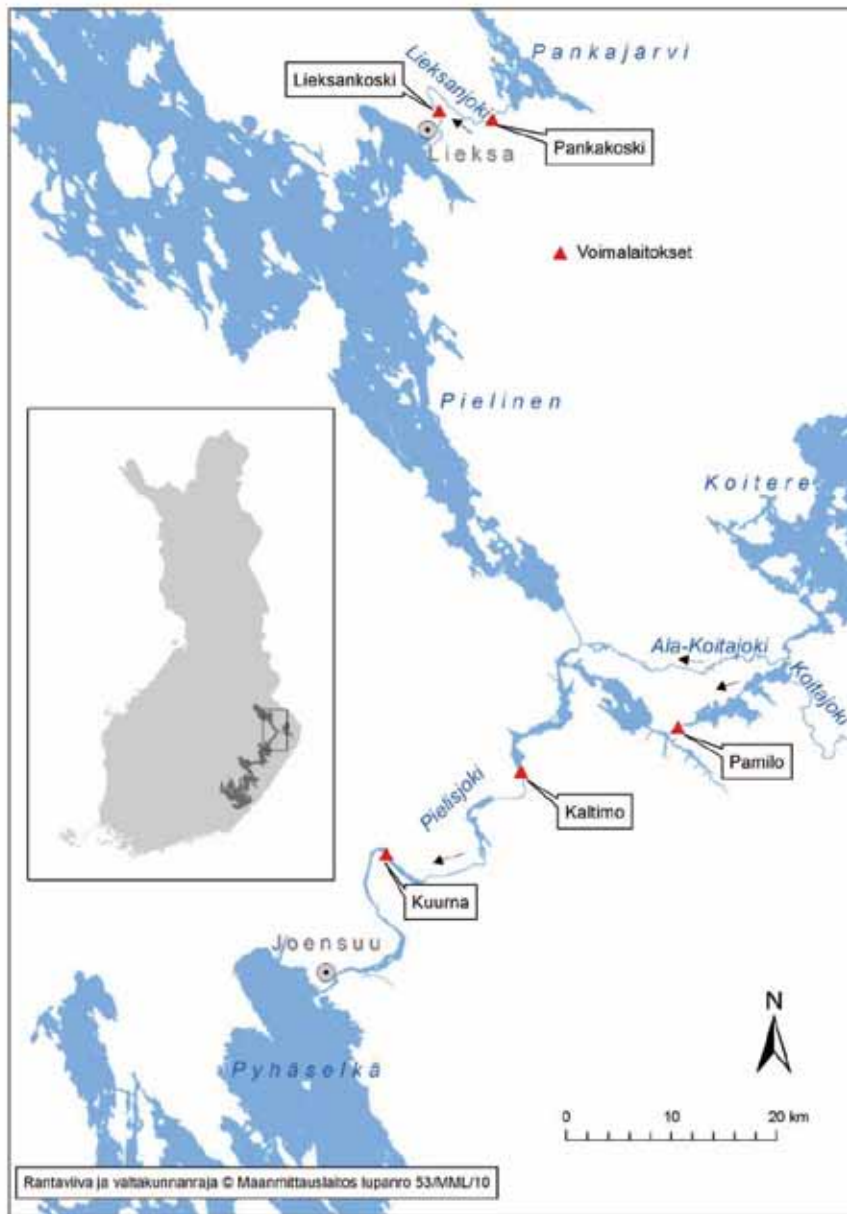 Pankajärvi
Lieksanjoki
Lieksankoski
Lieksa
Pankakoski
Voimalaitokset
Pielinen
Koitere
Ala-Koitajoki
Koitajoki
Pamilo
Kaltimo
Pielisjoki
Kuurna
Joensuu
N
Pyhäselkä
0 10 20 km
Rantaviiva ja valtakunnanraja © Maanmittauslaitos lupanro 53/MML/10